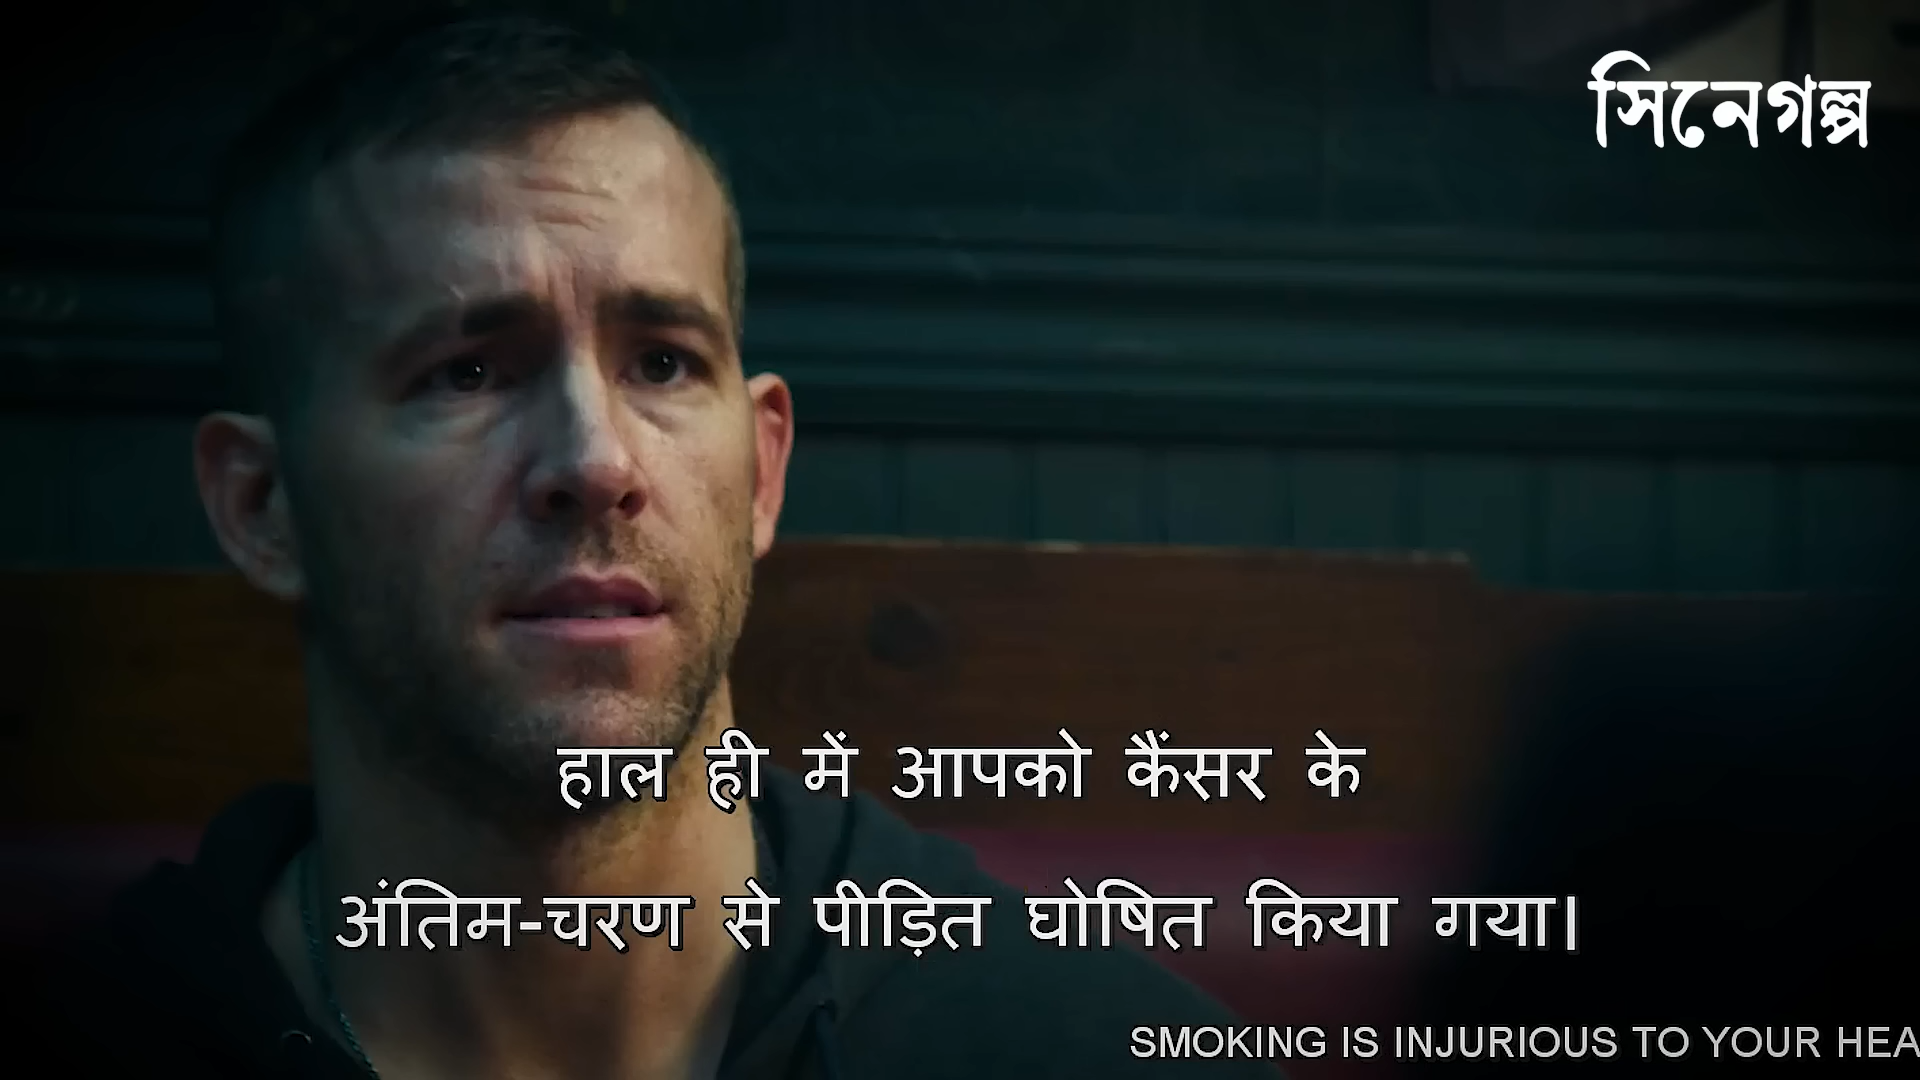 সিনেগল্প
हाल ही में आपको कैंसर के
अंतिम-चरण से पीड़ित घोषित किया गया।
SMOKING IS INJURIOUS TO YOUR HEA